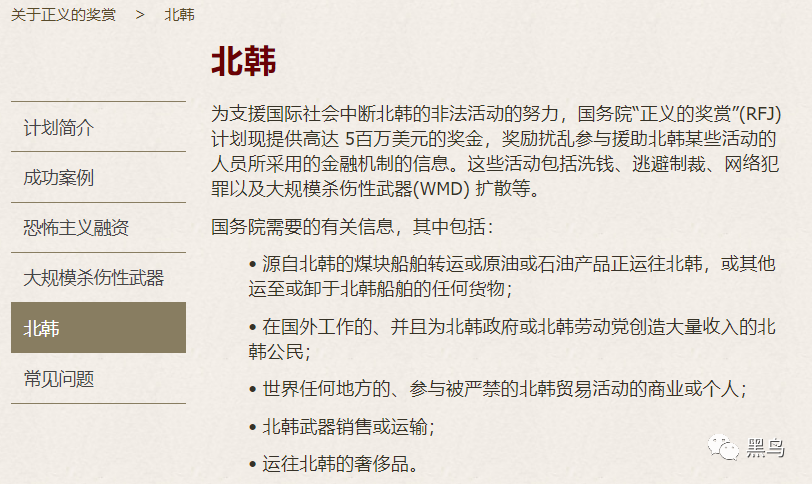 关于正义的奖赏 > 北韩
北韩
计划简介
成功案例
恐怖主义融资
大规模杀伤性武器
北韩
常见问题
为支援国际社会中断北韩的非法活动的努力，国务院“正义的奖赏”(RFJ)
计划现提供高达 5百万美元的奖金，奖励扰乱参与援助北韩某些活动的
人员所采用的金融机制的信息。这些活动包括洗钱、逃避制裁、网络犯
罪以及大规模杀伤性武器(WMD) 扩散等。
国务院需要的有关信息，其中包括：
• 源自北韩的煤块船舶转运或原油或石油产品正运往北韩，或其他
运至或卸于北韩船舶的任何货物；
• 在国外工作的、并且为北韩政府或北韩劳动党创造大量收入的北
韩公民；
• 世界任何地方的、参与被严禁的北韩贸易活动的商业或个人；
• 北韩武器销售或运输；
• 运往北韩的奢侈品。
黑鸟